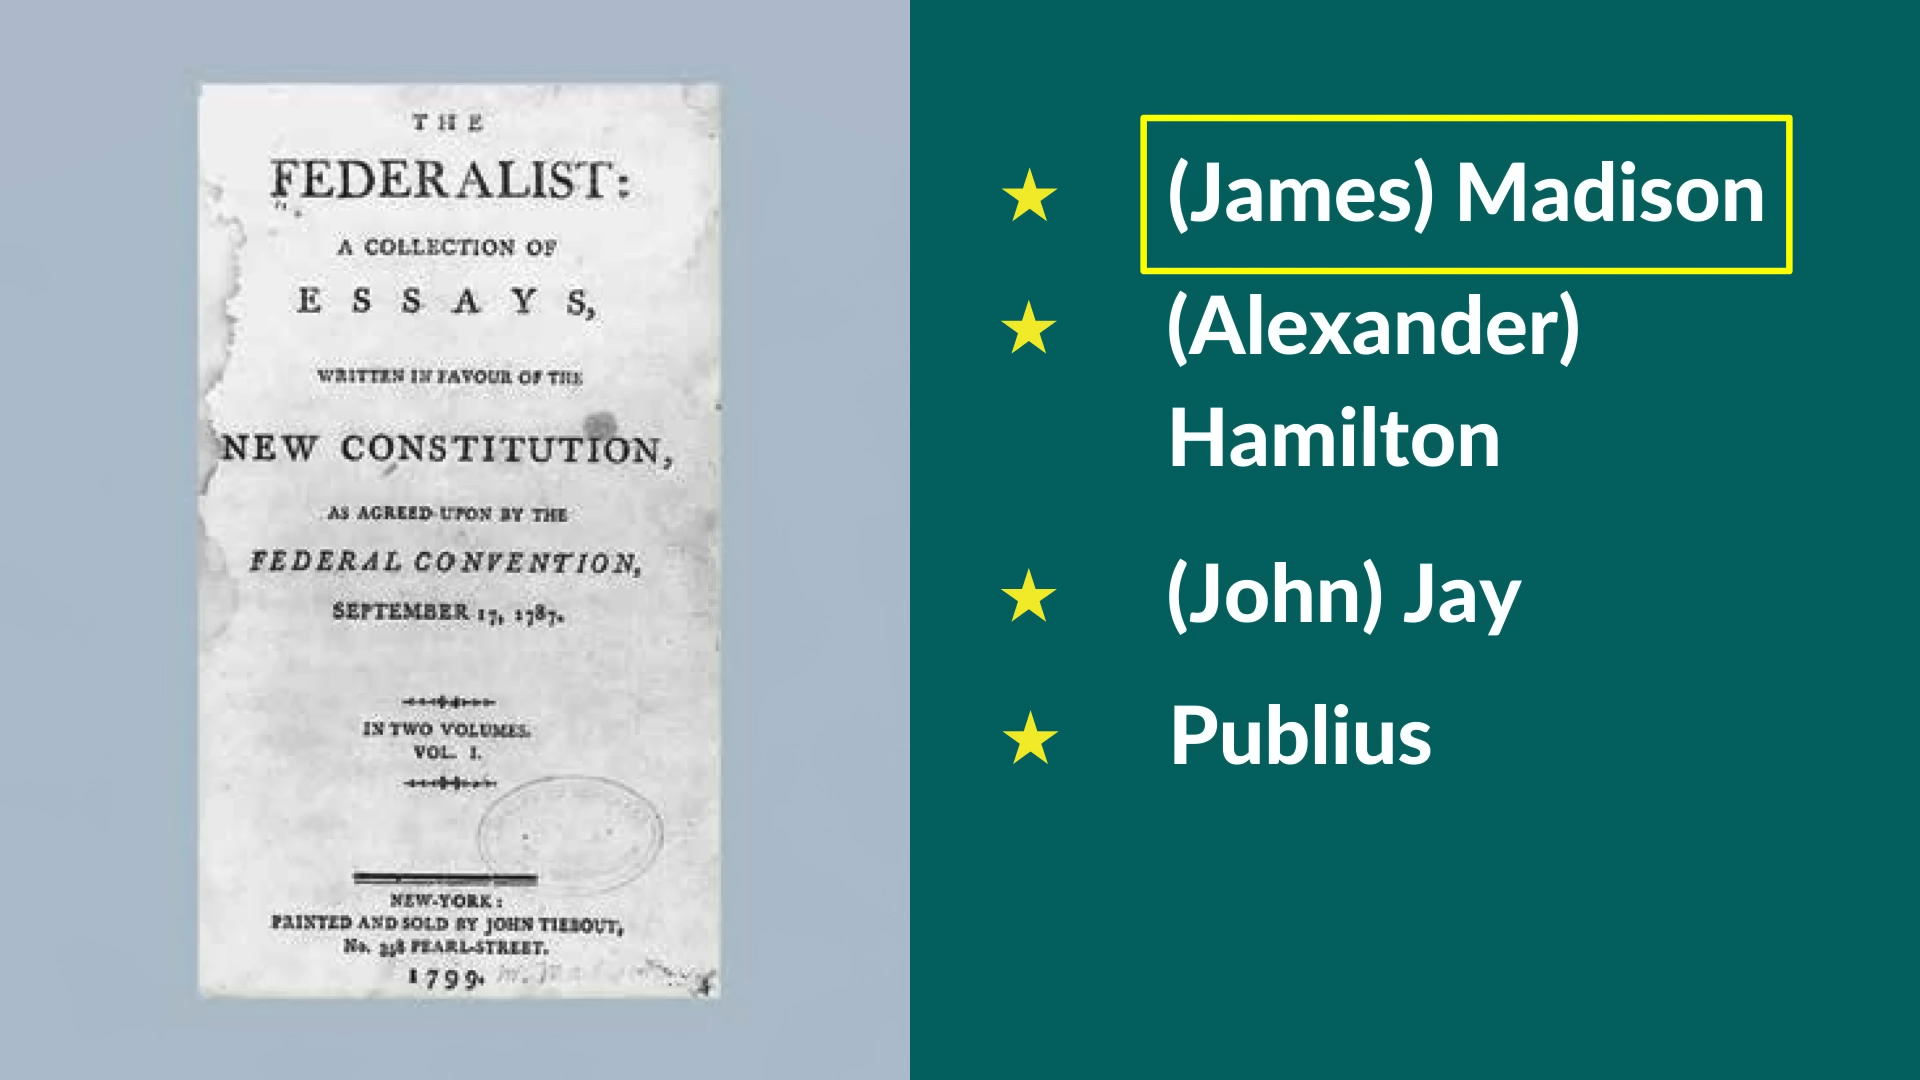 THE
FEDERALIST:
A COLLECTION OF
ESSAYS,
WRITTEN IN FAVOUR OF THE
NEW CONSTITUTION,
AS AGREED UPON BY THE
FEDERAL CONVENTION,
SEPTEMBER 17, 1787.
IN TWO VOLUMES.
VOL. I.
NEW-YORK:
PRINTED AND SOLD BY JOHN TIEBOUT,
No. 358 PEARL-STREET.
1799.
(James) Madison
(Alexander)
Hamilton
(John) Jay
Publius